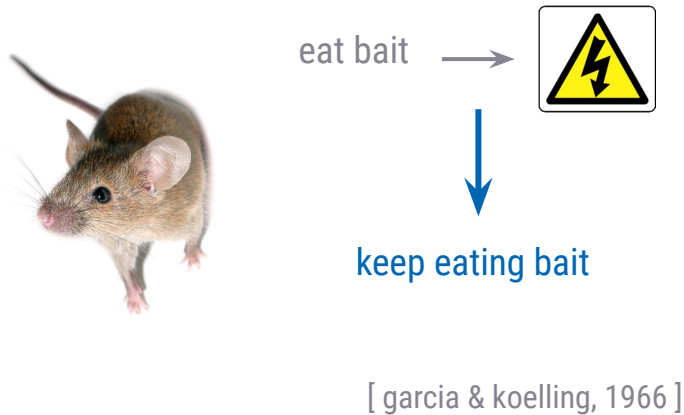 eat bait
keep eating bait
[ garcia & koelling, 1966 ]